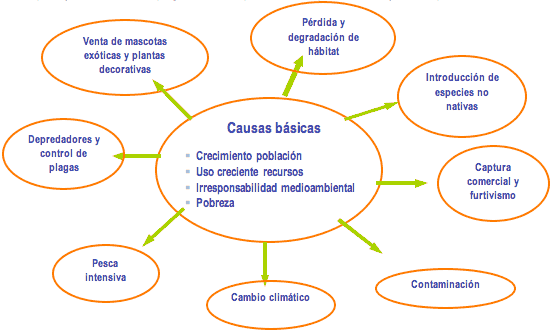 Pérdida y
degradación de
hábitat
Venta de mascotas
exóticas y plantas
decorativas
Introducción de
especies no
nativas
Causas básicas
Crecimiento población
Uso creciente recursos
Irresponsabilidad medioambiental
Pobreza
Depredadores y
control de
plagas
Captura
comercial y
furtivismo
Pesca
intensiva
Cambio climático
Contaminación